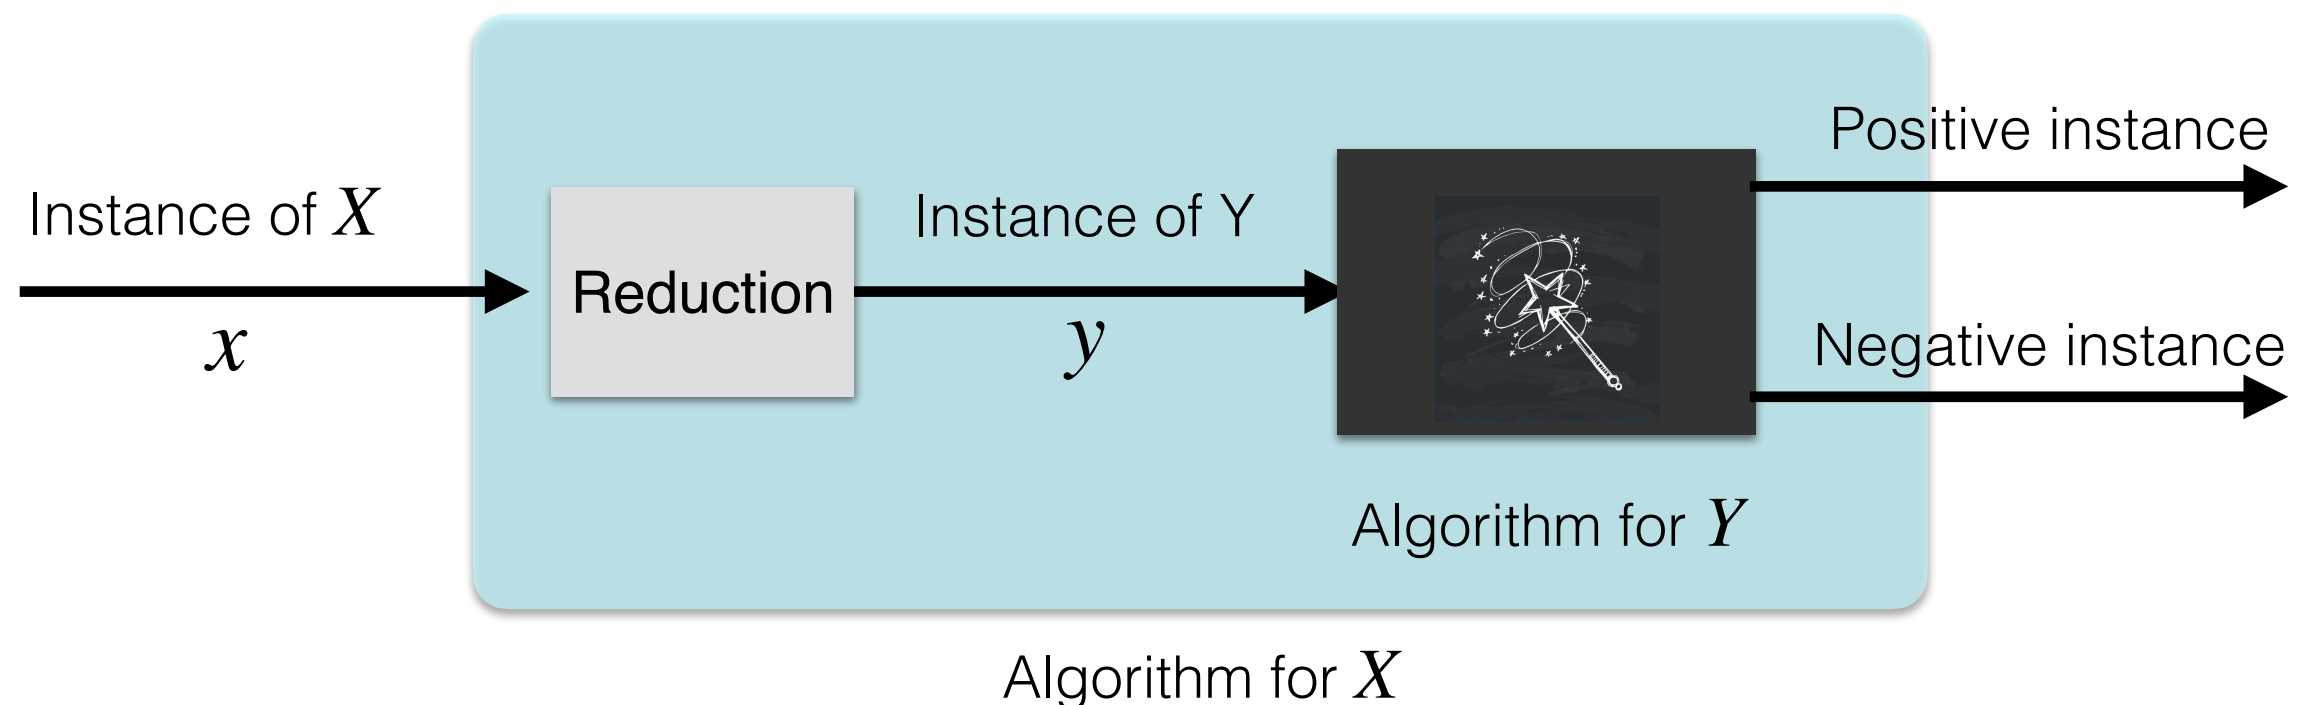 Positive instance
Instance of X
Instance of Y
Reduction
x
y
Negative instance
Algorithm for Y
Algorithm for X